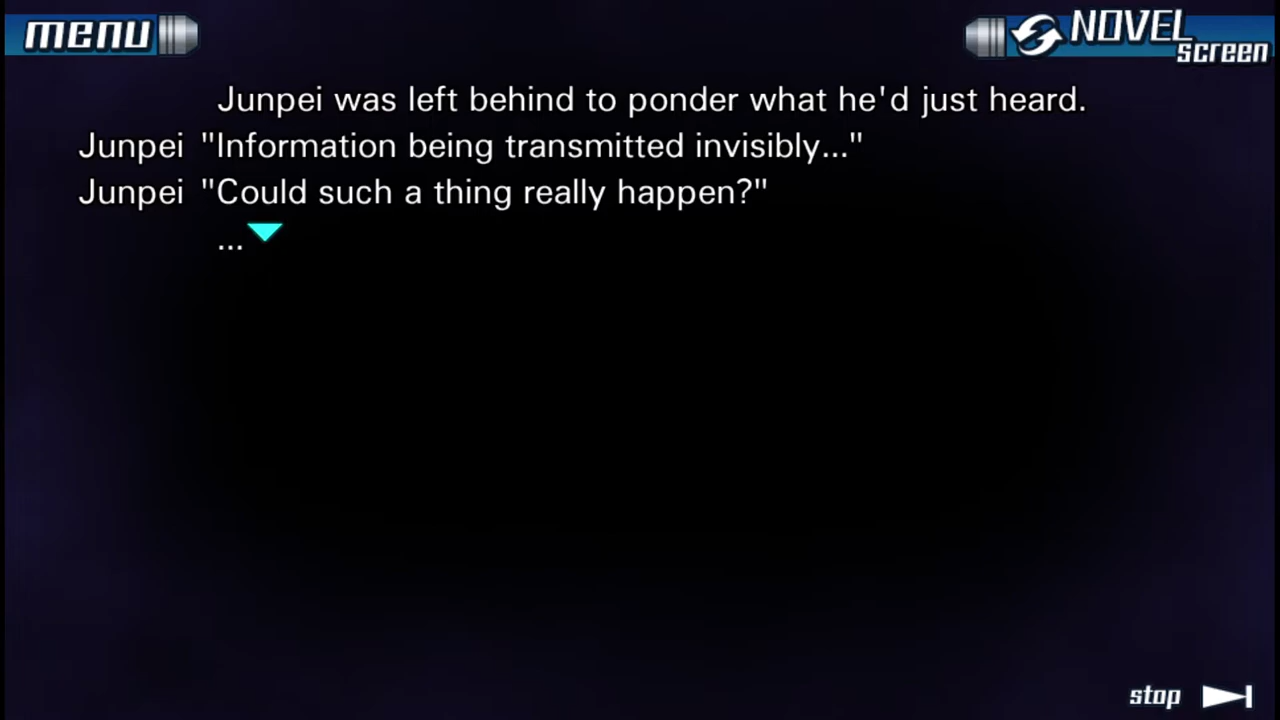 menu
NOVEL
screen
Junpei was left behind to ponder what he'd just heard.
Junpei "Information being transmitted invisibly..."
Junpei "Could such a thing really happen?"
...
stop